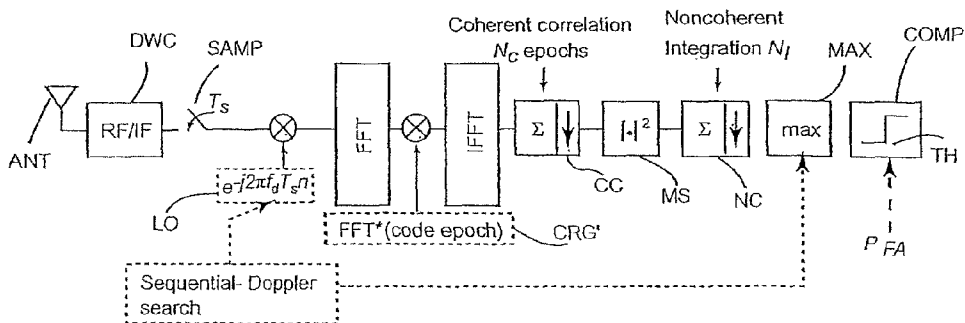 DWC
SAMP
Coherent correlation
N_C epochs
Noncoherent
Integration N_I
MAX
COMP
ANT
RF/IF
T_s
FFT
IFFT
Σ
|•|²
Σ
max
TH
e^-j2πf_dT_sn
LO
CC
MS
NC
FFT*(code epoch)
CRG'
P_FA
Sequential-Doppler
search